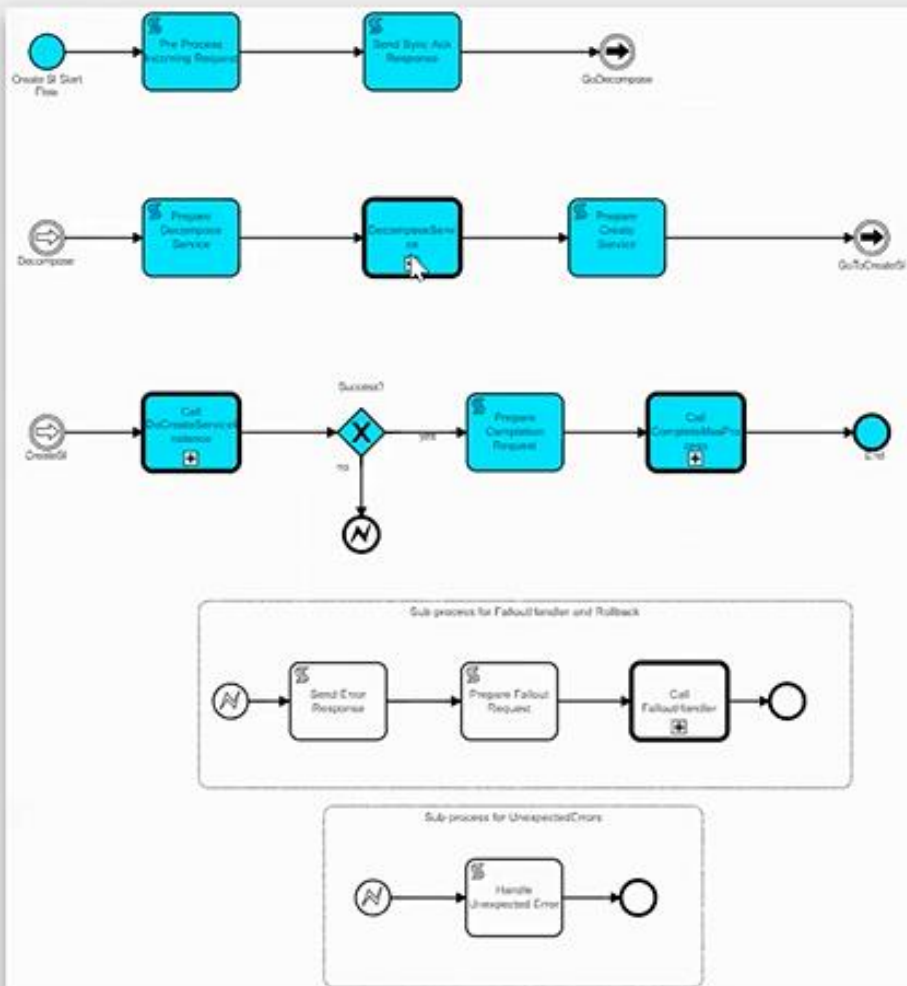 Pre Process
Incoming Request
Send Sync Ack
Response
Create SI Start
Flow
GoDecompose
Prepare
Decompose
Service
DecomposeServi
ce
Prepare
Create
Service
Decompose
GoToCreateSI
Success?
Call
DoCreateServiceI
nstance
yes
Prepare
Completion
Request
Call
CompleteMsoPro
cess
CreateSI
End
no
Sub-process for FalloutHandler and Rollback
Send Error
Response
Prepare Fallout
Request
Call
FalloutHandler
Sub-process for UnexpectedErrors
Handle
Unexpected Error